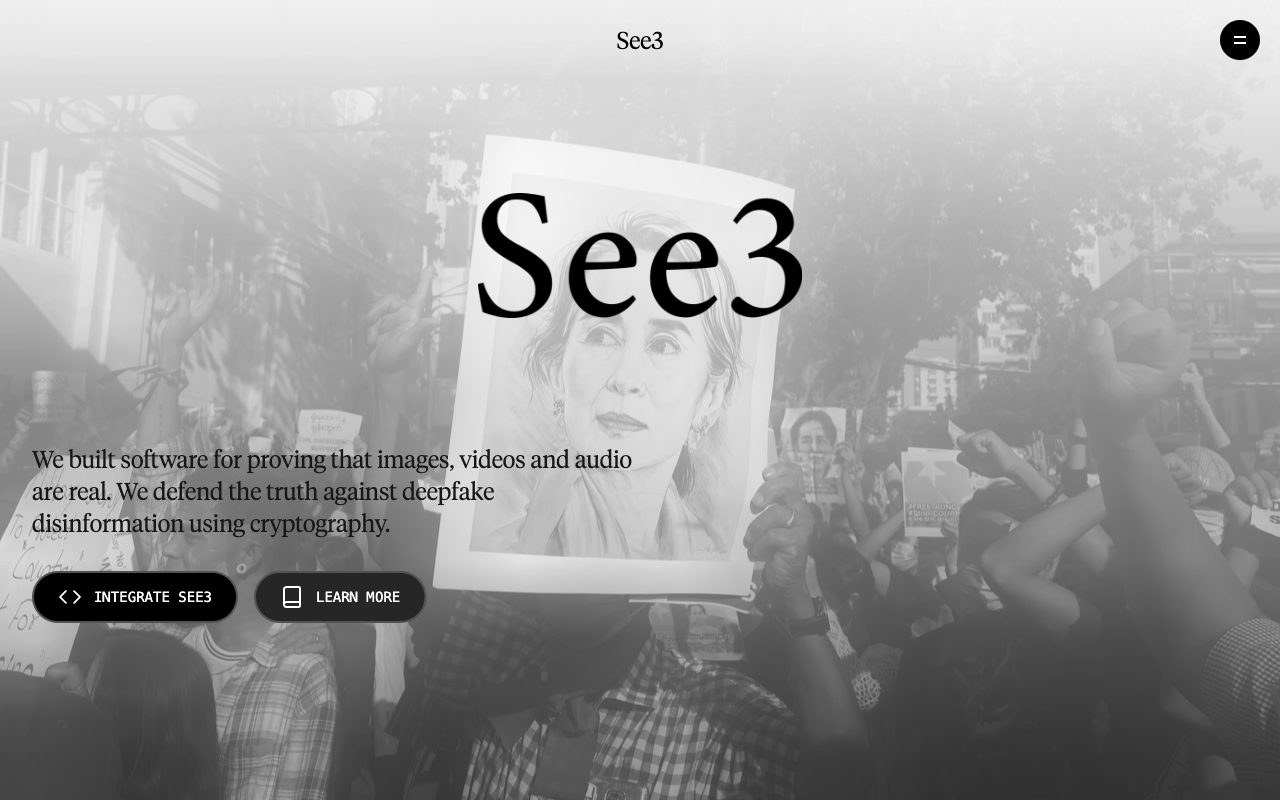 See3
See3
We built software for proving that images, videos and audio
are real. We defend the truth against deepfake
disinformation using cryptography.
INTEGRATE SEE3
LEARN MORE